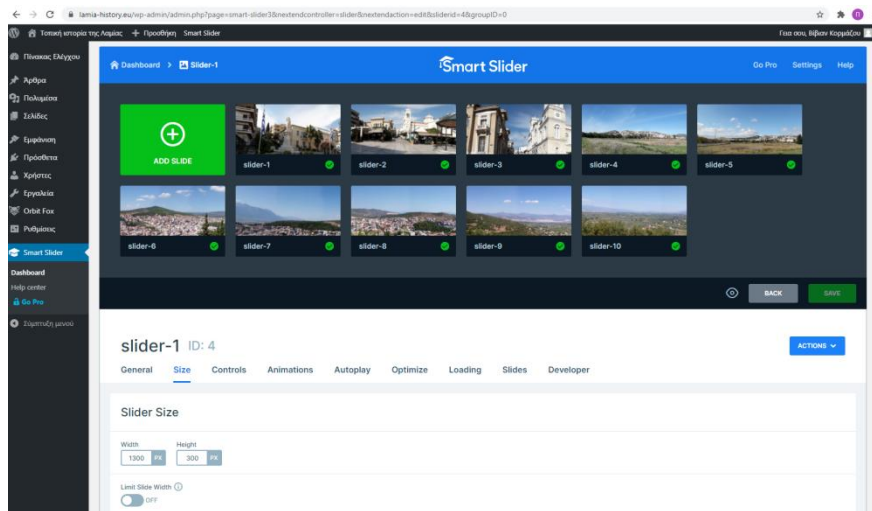 lamia-history.eu/wp-admin/admin.php?page=smart-slider3&nextendcontroller=slider&nextendaction=edit&sliderid=4&groupID=0
Τοπική ιστορία της Λαμίας + Προσθήκη Smart Slider
Γεια σου, Βίβιαν Κορμάζου
Πίνακας Ελέγχου
Άρθρα
Πολυμέσα
Σελίδες
Εμφάνιση
Πρόσθετα
Χρήστες
Εργαλεία
Orbit Fox
Ρυθμίσεις
Smart Slider
Dashboard
Help center
Go Pro
Σύμπτυξη μενού
Dashboard > Slider-1
Smart Slider
Go Pro Settings Help
ADD SLIDE
slider-1 slider-2 slider-3 slider-4 slider-5
slider-6 slider-7 slider-8 slider-9 slider-10
BACK SAVE
slider-1 ID: 4
ACTIONS
General Size Controls Animations Autoplay Optimize Loading Slides Developer
Slider Size
Width Height
1300 PX 300 PX
Limit Slide Width
OFF